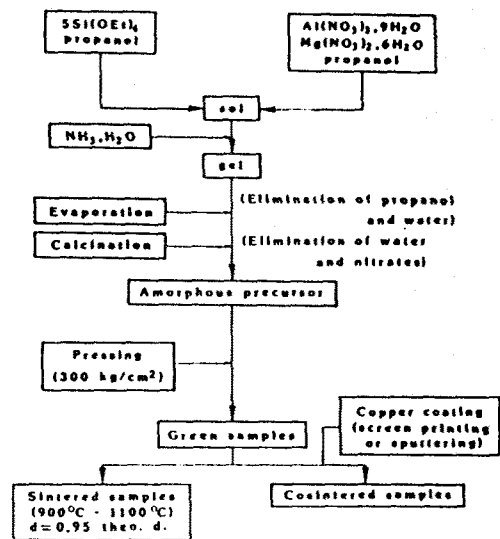 5Si(OEt)4
propanol
Al(NO3)3.9H2O
Mg(NO3)2.6H2O
propanol
sol
NH3.H2O
gel
Evaporation
(Elimination of propanol
and water)
Calcination
(Elimination of water
and nitrates)
Amorphous precursor
Pressing
(300 kg/cm²)
Copper coating
(screen printing
or sputtering)
Green samples
Sintered samples
(900°C - 1100°C)
d=0.95 theo. d.
Cosintered samples